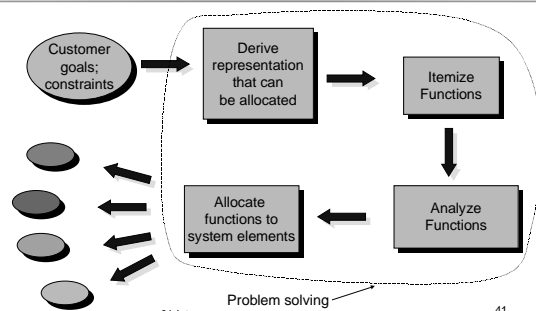 Customer
goals;
constraints
Derive
representation
that can
be allocated
Itemize
Functions
Allocate
functions to
system elements
Analyze
Functions
Problem solving
41